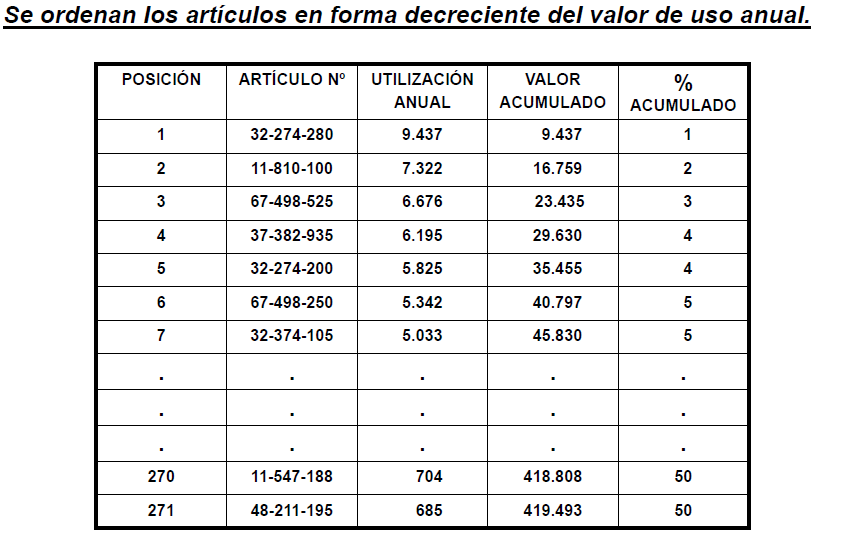 Se ordenan los artículos en forma decreciente del valor de uso anual.
POSICIÓN ARTÍCULO Nº UTILIZACIÓN ANUAL VALOR ACUMULADO % ACUMULADO
1 32-274-280 9.437 9.437 1
2 11-810-100 7.322 16.759 2
3 67-498-525 6.676 23.435 3
4 37-382-935 6.195 29.630 4
5 32-274-200 5.825 35.455 4
6 67-498-250 5.342 40.797 5
7 32-374-105 5.033 45.830 5
. . . . .
. . . . .
. . . . .
270 11-547-188 704 418.808 50
271 48-211-195 685 419.493 50